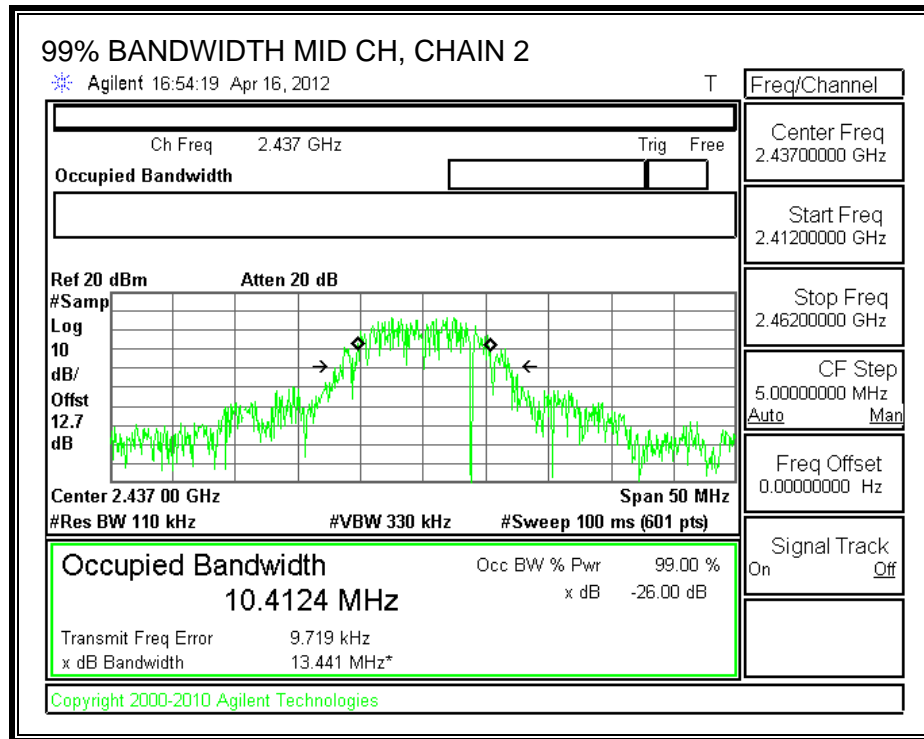 99% BANDWIDTH MID CH, CHAIN 2
Agilent 16:54:19 Apr 16, 2012 T
Ch Freq 2.437 GHz Trig Free
Occupied Bandwidth
Ref 20 dBm Atten 20 dB
#Samp
Log
10
dB/
Offst
12.7
dB
Center 2.437 00 GHz Span 50 MHz
#Res BW 110 kHz #VBW 330 kHz #Sweep 100 ms (601 pts)
Occupied Bandwidth Occ BW % Pwr 99.00 %
10.4124 MHz x dB -26.00 dB
Transmit Freq Error 9.719 kHz
x dB Bandwidth 13.441 MHz*
Copyright 2000-2010 Agilent Technologies
Freq/Channel
Center Freq
2.43700000 GHz
Start Freq
2.41200000 GHz
Stop Freq
2.46200000 GHz
CF Step
5.00000000 MHz
Auto Man
Freq Offset
0.00000000 Hz
Signal Track
On Off